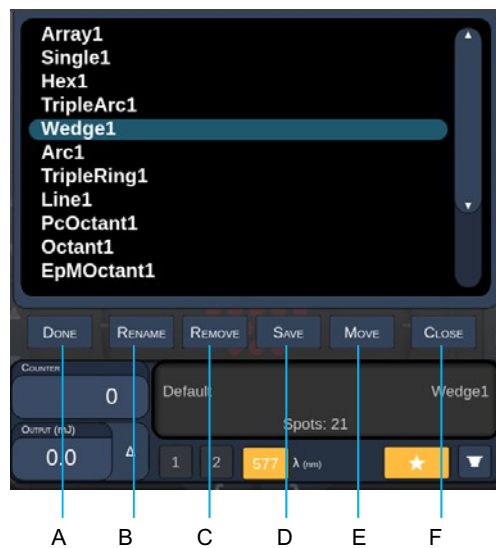 Array1
Single1
Hex1
TripleArc1
Wedge1
Arc1
TripleRing1
Line1
PcOctant1
Octant1
EpMOctant1
DONE RENAME REMOVE SAVE MOVE CLOSE
COUNTER
0
Default Wedge1
Spots: 21
OUTPUT (mJ)
0.0 Δ
1 2 577 λ (nm)
A B C D E F